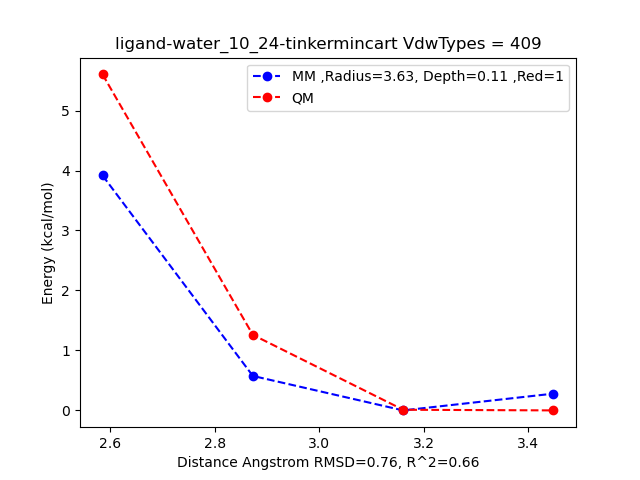 ligand-water_10_24-tinkermincart VdwTypes = 409
MM ,Radius=3.63, Depth=0.11 ,Red=1
QM
Energy (kcal/mol)
5
4
3
2
1
0
2.6 2.8 3.0 3.2 3.4
Distance Angstrom RMSD=0.76, R^2=0.66